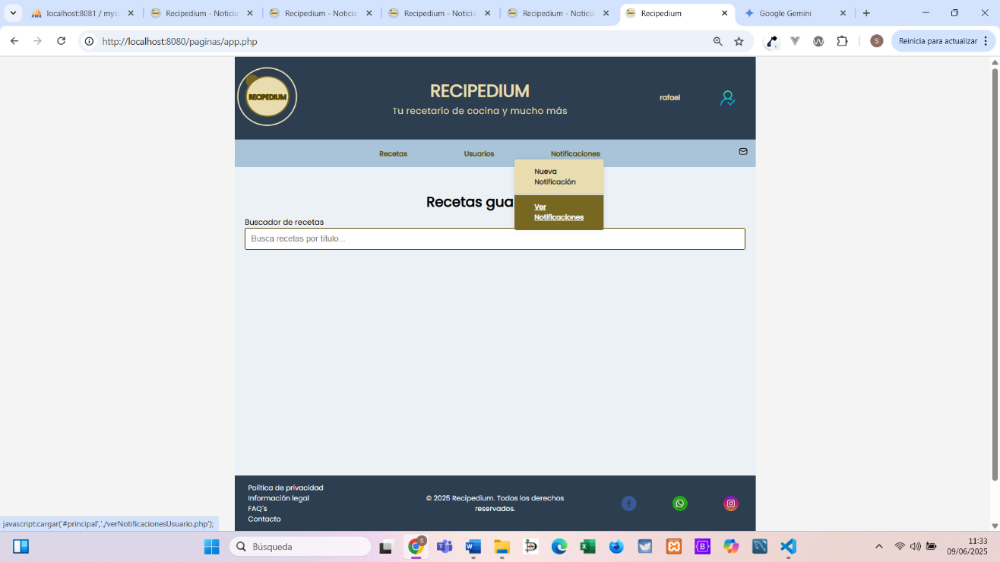 localhost:8081 / mys
Recipedium - Noticia
Recipedium - Noticia
Recipedium - Noticia
Recipedium - Noticia
Recipedium
Google Gemini
http://localhost:8080/paginas/app.php
S
Reinicia para actualizar
RECIPEDIUM
RECIPEDIUM
Tu recetario de cocina y mucho más
rafael
Recetas
Usuarios
Notificaciones
Nueva
Notificación
Ver
Notificaciones
Recetas gua
Buscador de recetas
Busca recetas por título...
Política de privacidad
Información legal
FAQ´s
Contacto
© 2025 Recipedium. Todos los derechos
reservados.
javascript:cargar('#principal','./verNotificacionesUsuario.php');
Búsqueda
11:33
09/06/2025